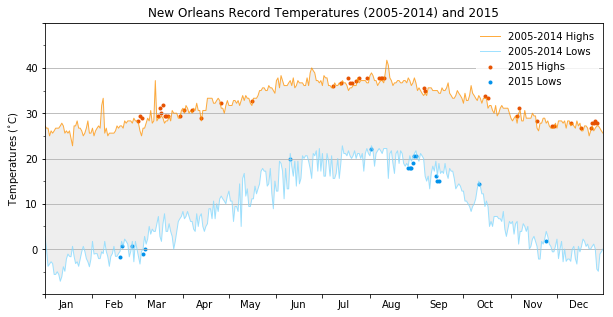 New Orleans Record Temperatures (2005-2014) and 2015
2005-2014 Highs
2005-2014 Lows
2015 Highs
2015 Lows
Temperatures (°C)
40
30
20
10
0
Jan Feb Mar Apr May Jun Jul Aug Sep Oct Nov Dec